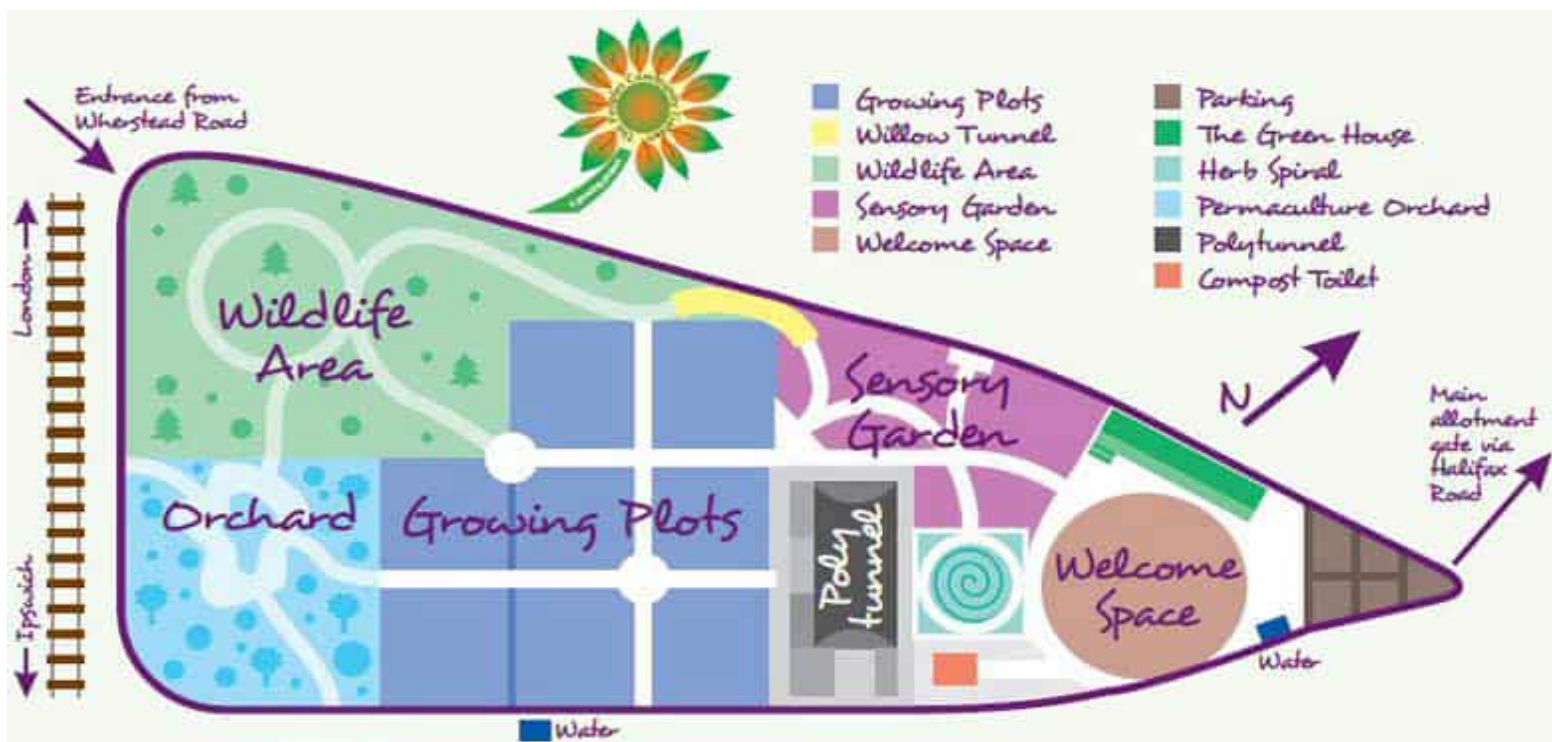 Entrance from
Wherstead Road
Growing Plots
Willow Tunnel
Wildlife Area
Sensory Garden
Welcome Space
Parking
The Green House
Herb Spiral
Permaculture Orchard
Polytunnel
Compost Toilet
London
Ipswich
Wildlife
Area
Sensory
Garden
N
Main
allotment
gate via
Halifax
Road
Orchard
Growing Plots
Poly
tunnel
Welcome
Space
Water
Water